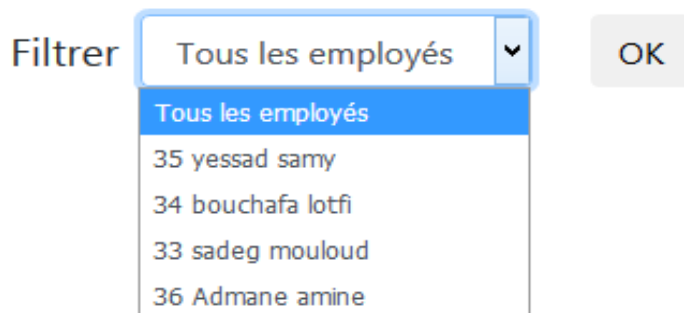 Filtrer Tous les employés OK
Tous les employés
35 yessad samy
34 bouchafa lotfi
33 sadeg mouloud
36 Admane amine